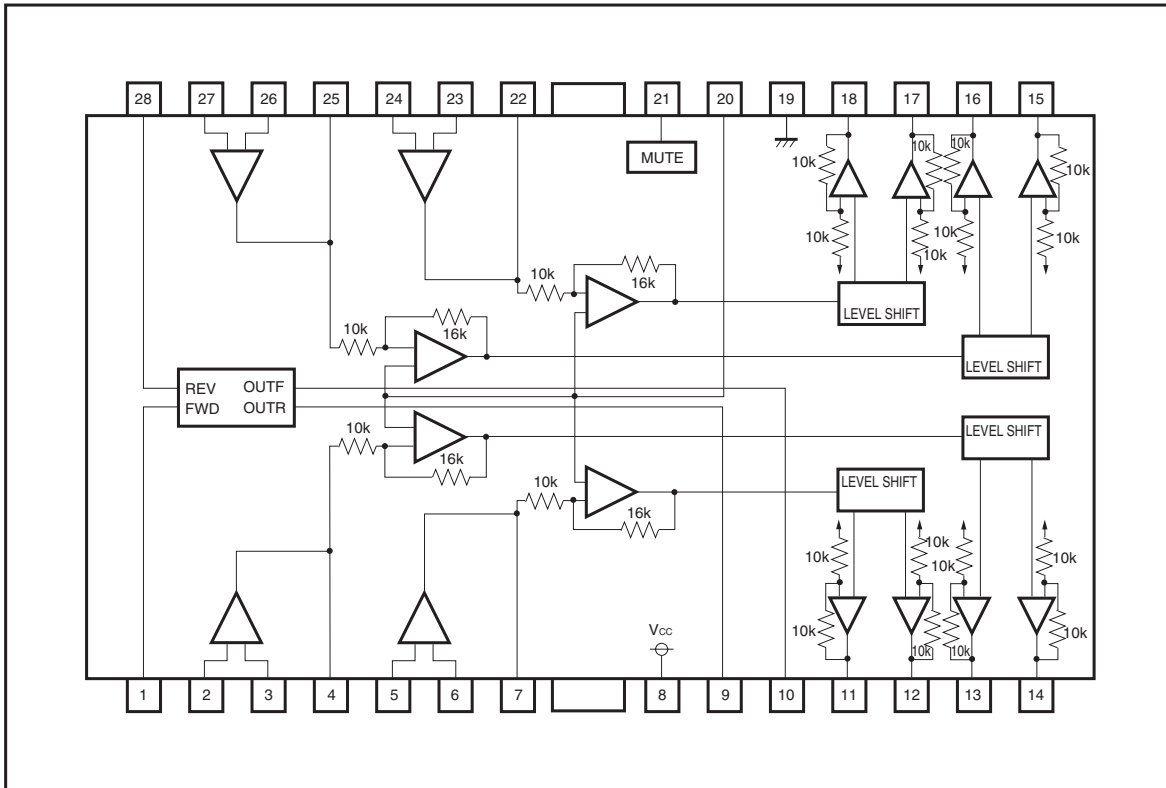 28 27 26 25 24 23 22 21 20 19 18 17 16 15
MUTE
10k 10k 10k 10k
10k 10k 10k 10k
10k 16k
LEVEL SHIFT
10k 16k
LEVEL SHIFT
REV OUTF
FWD OUTR
10k 16k
LEVEL SHIFT
10k 16k
LEVEL SHIFT
10k 10k 10k 10k
10k 10k 10k 10k
VCC
1 2 3 4 5 6 7 8 9 10 11 12 13 14